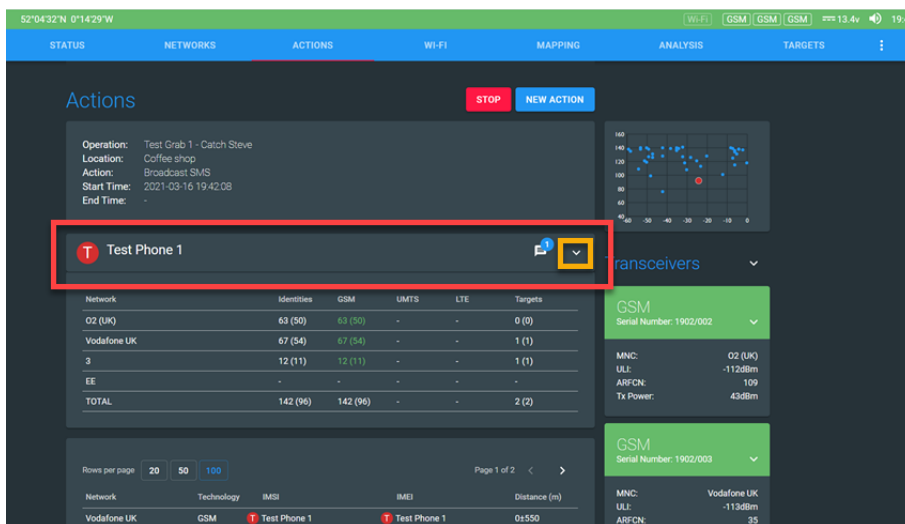 52°04'32"N 0°14'29"W Wi-Fi GSM GSM GSM 13.4v
STATUS NETWORKS ACTIONS WI-FI MAPPING ANALYSIS TARGETS
Actions STOP NEW ACTION
Operation: Test Grab 1 - Catch Steve
Location: Coffee shop
Action: Broadcast SMS
Start Time: 2021-03-16 19:42:08
End Time: -
160
140
120
100
80
60
40
-60 -50 -40 -30 -20 -10 0
T Test Phone 1 1
Network Identities GSM UMTS LTE Targets
O2 (UK) 63 (50) 63 (50) - - 0 (0)
Vodafone UK 67 (54) 67 (54) - - 1 (1)
3 12 (11) 12 (11) - - 1 (1)
EE - - - - -
TOTAL 142 (96) 142 (96) - - 2 (2)
Rows per page 20 50 100 Page 1 of 2 < >
Network Technology IMSI IMEI Distance (m)
Vodafone UK GSM T Test Phone 1 T Test Phone 1 0±550
Transceivers
GSM
Serial Number: 1902/002
MNC: O2 (UK)
ULI: -112dBm
ARFCN: 109
Tx Power: 43dBm
GSM
Serial Number: 1902/003
MNC: Vodafone UK
ULI: -113dBm
ARFCN: 35